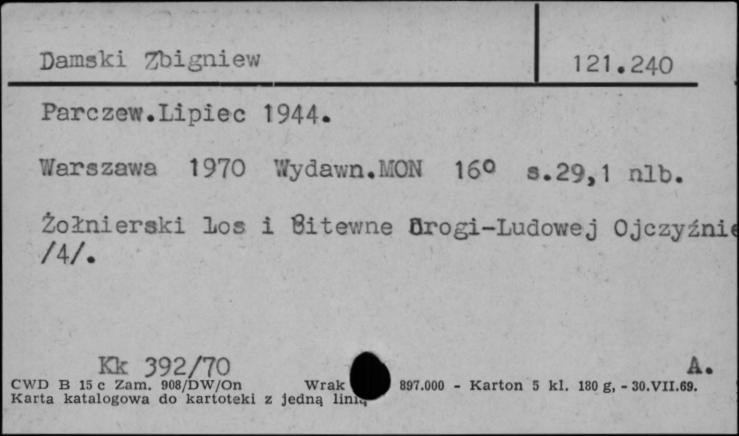 Damski Zbigniew 121.240
Parczew.Lipiec 1944.
Warszawa 1970 Wydawn.MON 16° s.29,1 nlb.
Żołnierski Los i Bitewne Drogi-Ludowej Ojczyźnie
/4/.
Kk 392/70 A.
CWD B 15 c Zam. 908/DW/On Wrak 897.000 - Karton 5 kl. 180 g, - 30.VII.69.
Karta katalogowa do kartoteki z jedną linią